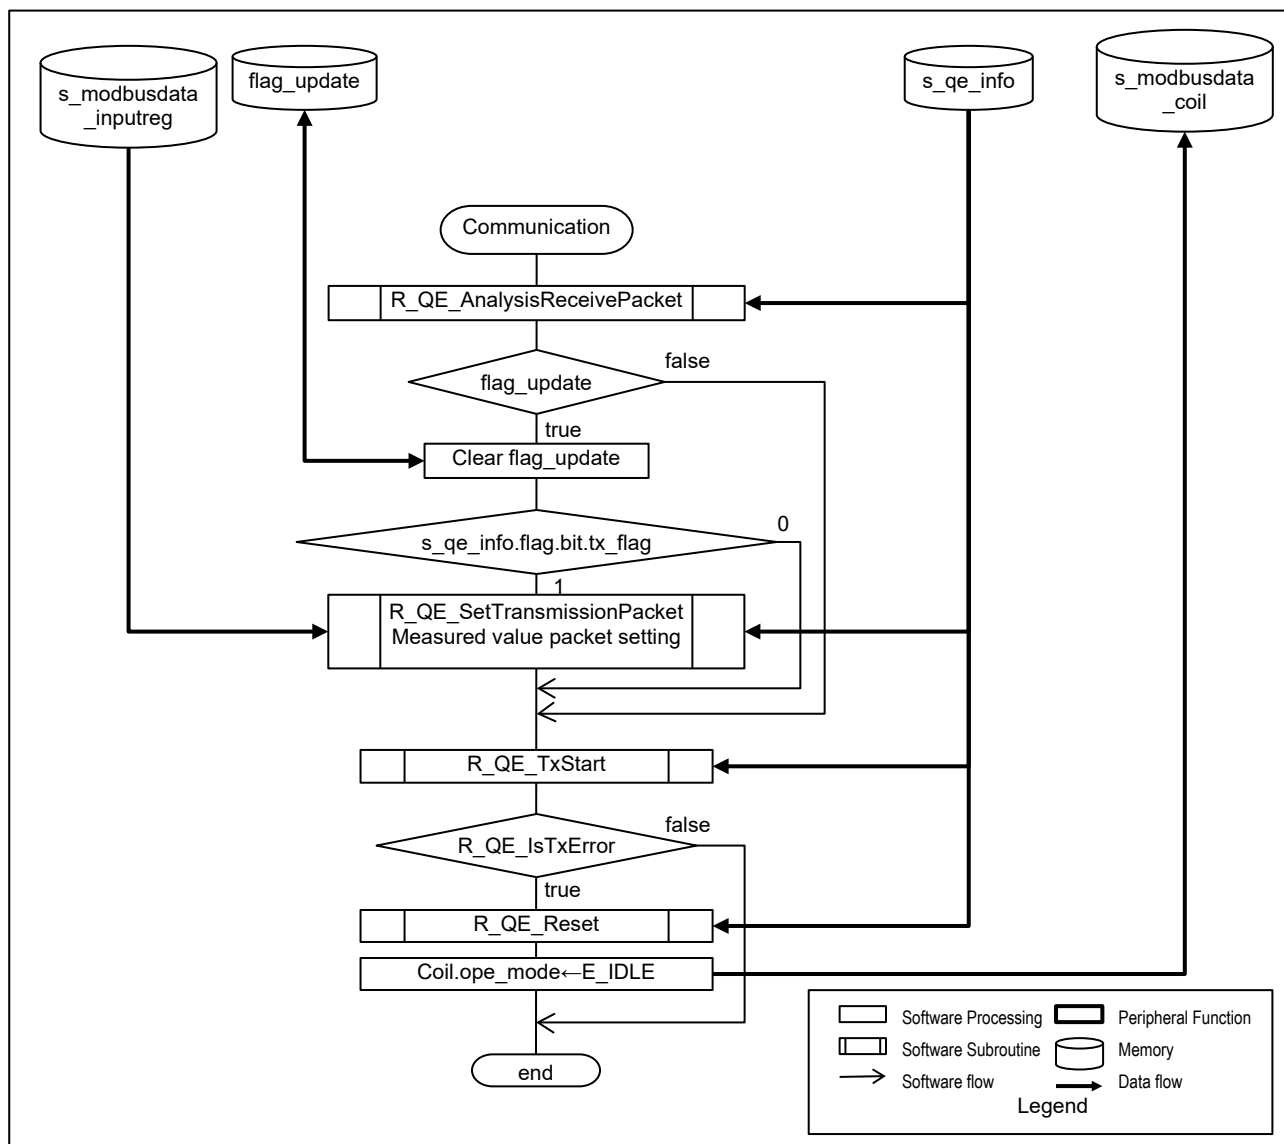 s_modbusdata
_inputreg
flag_update
s_qe_info
s_modbusdata
_coil
Communication
R_QE_AnalysisReceivePacket
flag_update
false
true
Clear flag_update
s_qe_info.flag.bit.tx_flag
0
1
R_QE_SetTransmissionPacket
Measured value packet setting
R_QE_TxStart
R_QE_IsTxError
false
true
R_QE_Reset
Coil.ope_mode←E_IDLE
end
Software Processing
Peripheral Function
Software Subroutine
Memory
Software flow
Data flow
Legend